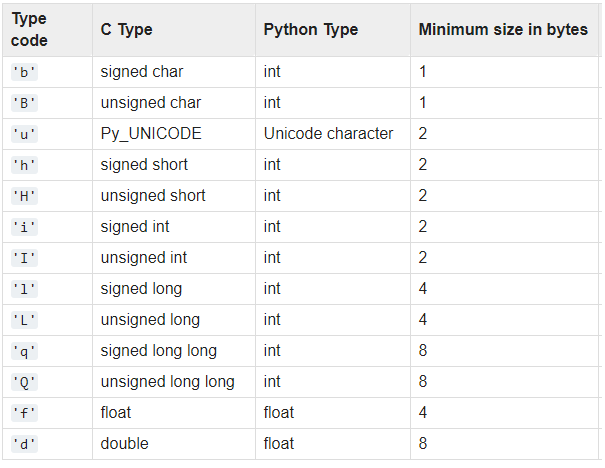 Type code C Type Python Type Minimum size in bytes
'b' signed char int 1
'B' unsigned char int 1
'u' Py_UNICODE Unicode character 2
'h' signed short int 2
'H' unsigned short int 2
'i' signed int int 2
'I' unsigned int int 2
'l' signed long int 4
'L' unsigned long int 4
'q' signed long long int 8
'Q' unsigned long long int 8
'f' float float 4
'd' double float 8